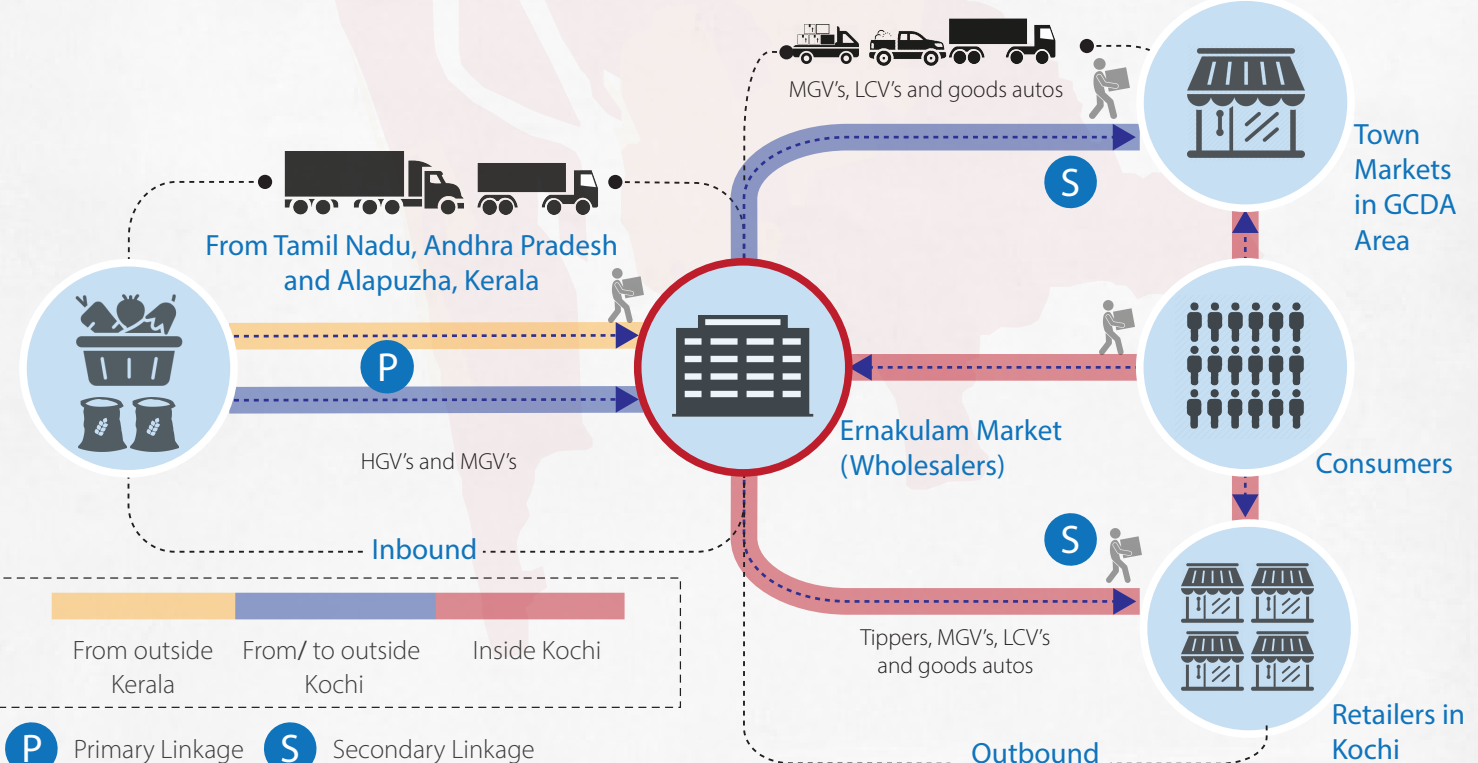 MGV's, LCV's and goods autos
Town
Markets
in GCDA
Area
S
From Tamil Nadu, Andhra Pradesh
and Alapuzha, Kerala
P
HGV's and MGV's
Ernakulam Market
(Wholesalers)
Consumers
Inbound
S
Tippers, MGV's, LCV's
and goods autos
Retailers in
Kochi
Outbound
From outside
Kerala
From/ to outside
Kochi
Inside Kochi
P Primary Linkage
S Secondary Linkage